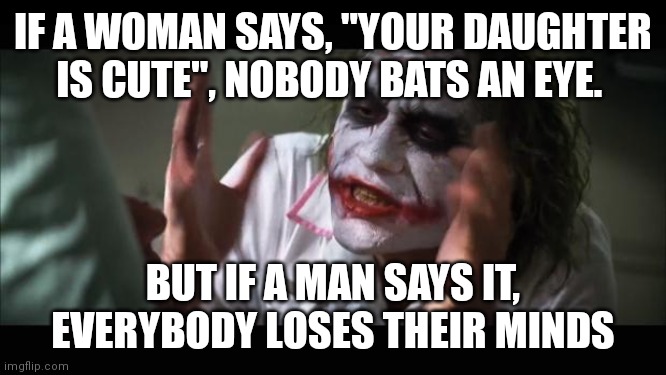 IF A WOMAN SAYS, "YOUR DAUGHTER
IS CUTE", NOBODY BATS AN EYE.
BUT IF A MAN SAYS IT,
EVERYBODY LOSES THEIR MINDS
imgflip.com